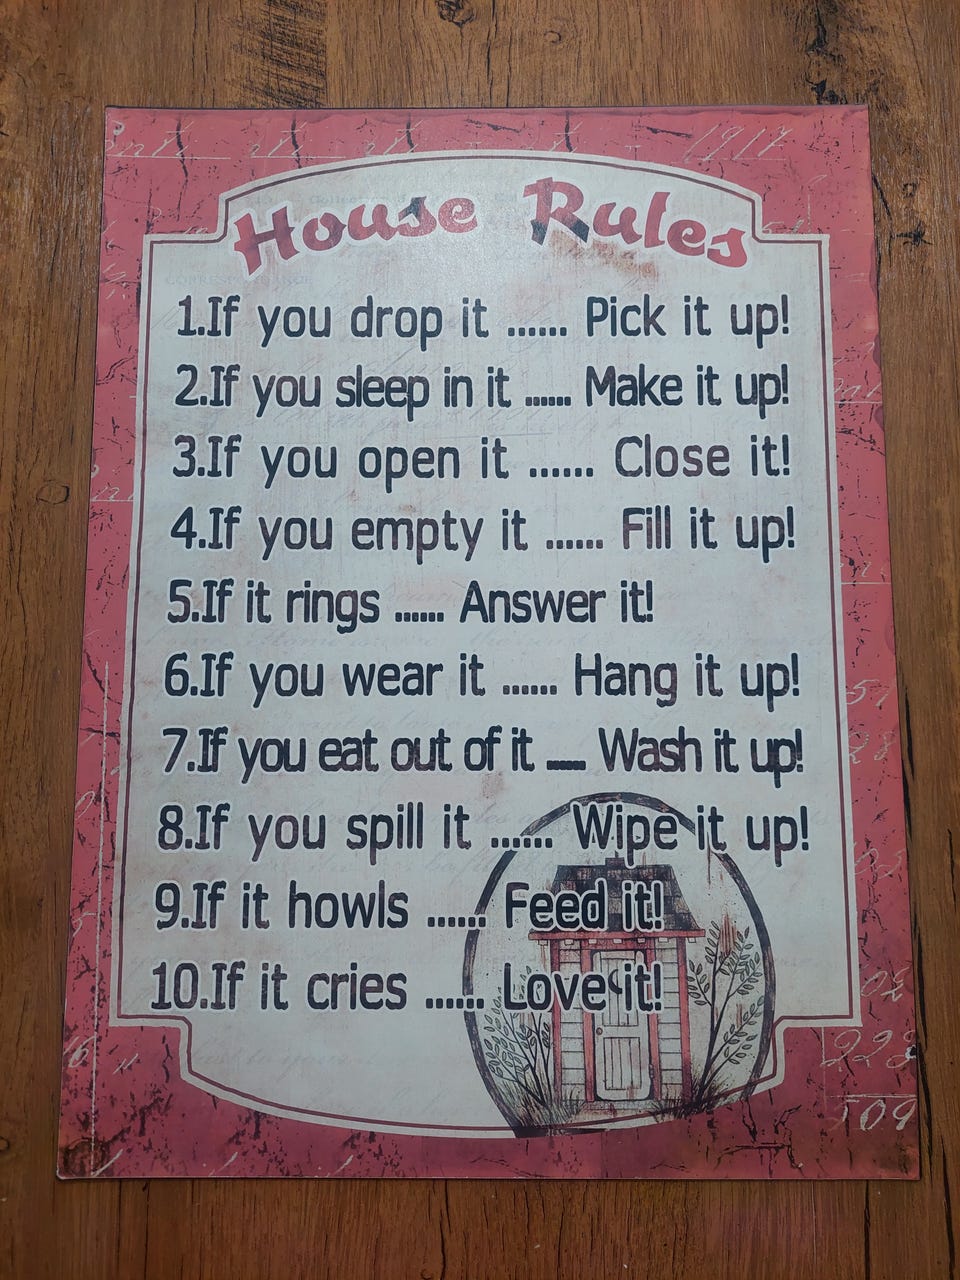 1917
House Rules
1.If you drop it ...... Pick it up!
2.If you sleep in it ...... Make it up!
3.If you open it ...... Close it!
4.If you empty it ...... Fill it up!
5.If it rings ...... Answer it!
6.If you wear it ...... Hang it up!
7.If you eat out of it ...... Wash it up!
8.If you spill it ...... Wipe it up!
9.If it howls ...... Feed it!
10.If it cries ...... Love it!